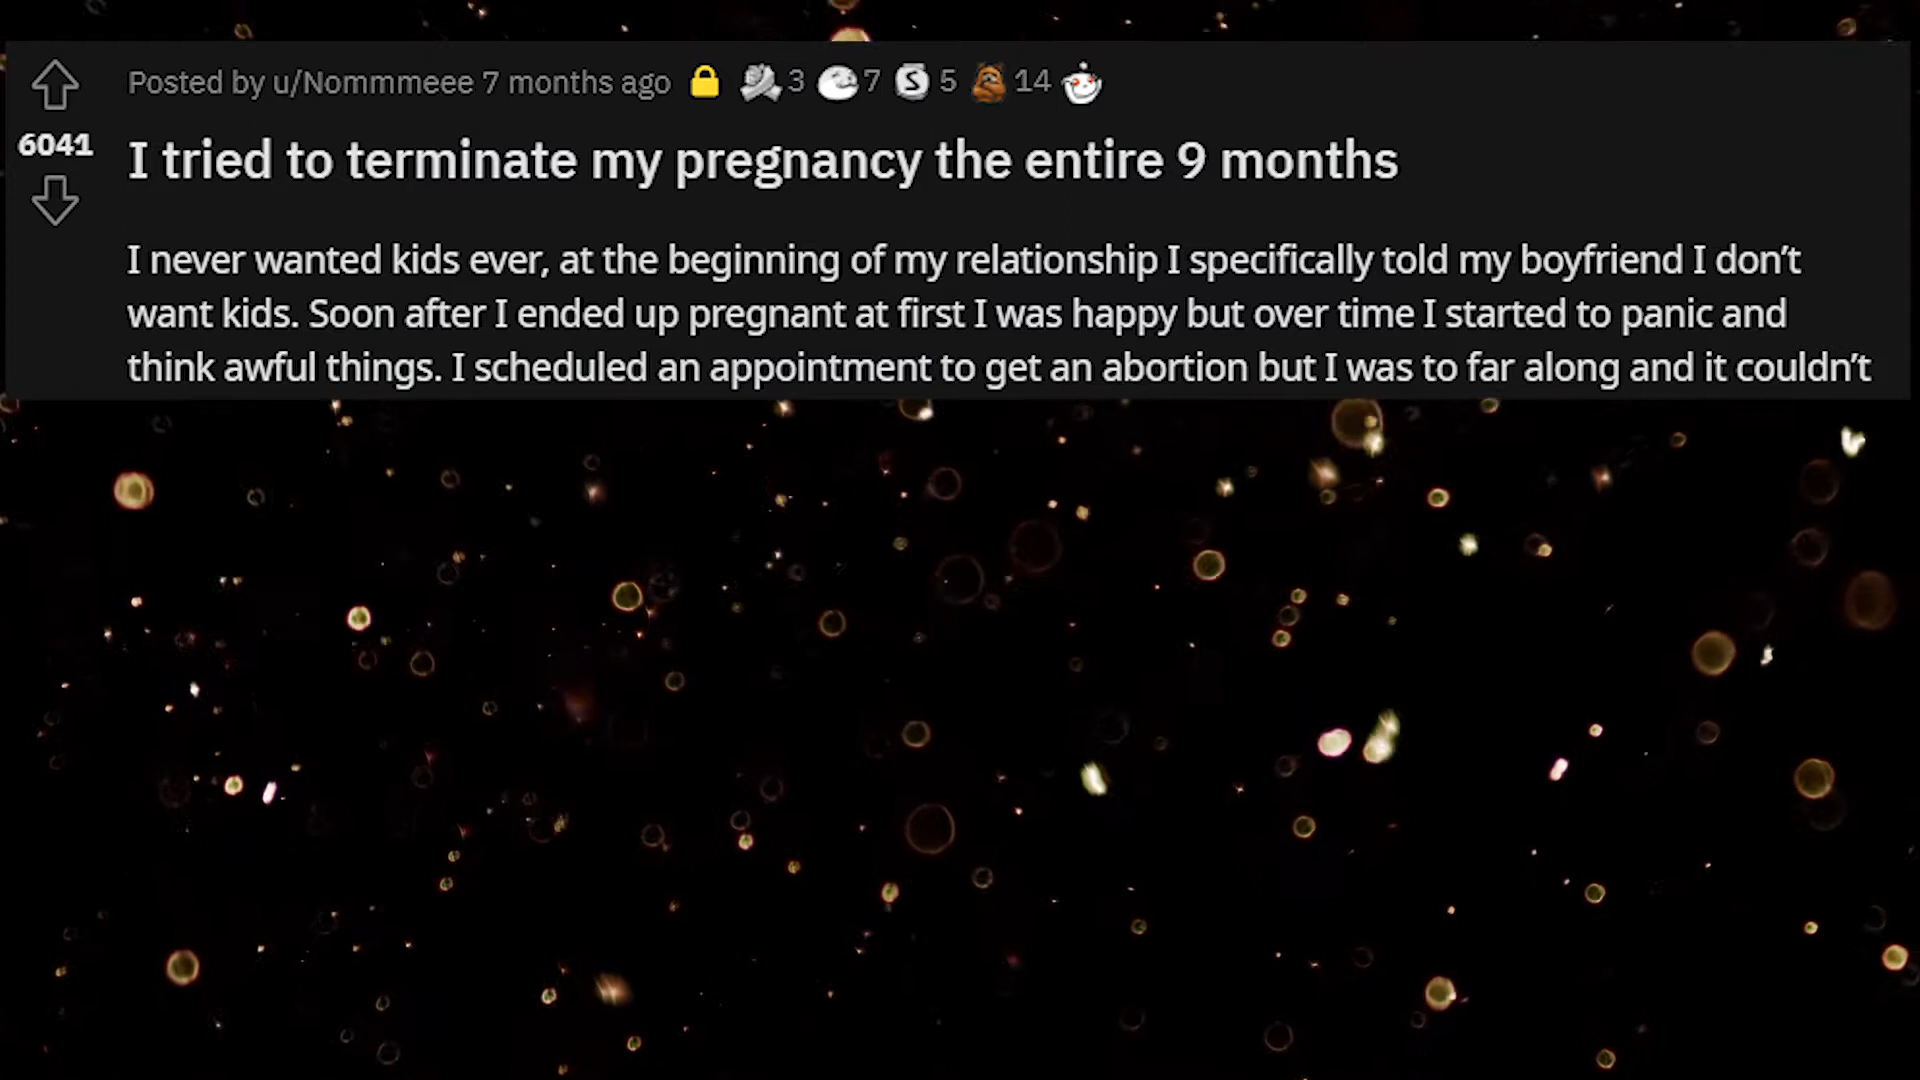 Posted by u/Nommmeeee 7 months ago 3 7 5 14
6041
I tried to terminate my pregnancy the entire 9 months
I never wanted kids ever, at the beginning of my relationship I specifically told my boyfriend I don’t
want kids. Soon after I ended up pregnant at first I was happy but over time I started to panic and
think awful things. I scheduled an appointment to get an abortion but I was to far along and it couldn’t